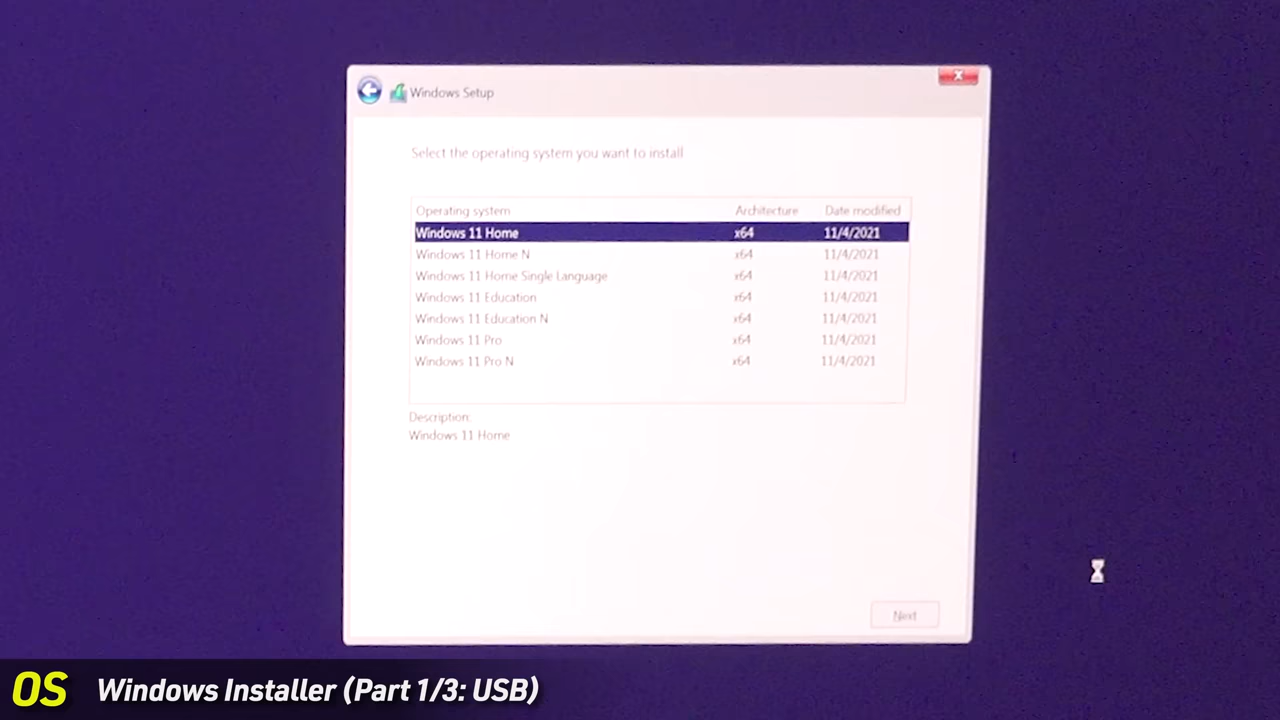 Windows Setup
x
Select the operating system you want to install
Operating system Architecture Date modified
Windows 11 Home x64 11/4/2021
Windows 11 Home N x64 11/4/2021
Windows 11 Home Single Language x64 11/4/2021
Windows 11 Education x64 11/4/2021
Windows 11 Education N x64 11/4/2021
Windows 11 Pro x64 11/4/2021
Windows 11 Pro N x64 11/4/2021
Description:
Windows 11 Home
Next
OS Windows Installer (Part 1/3: USB)